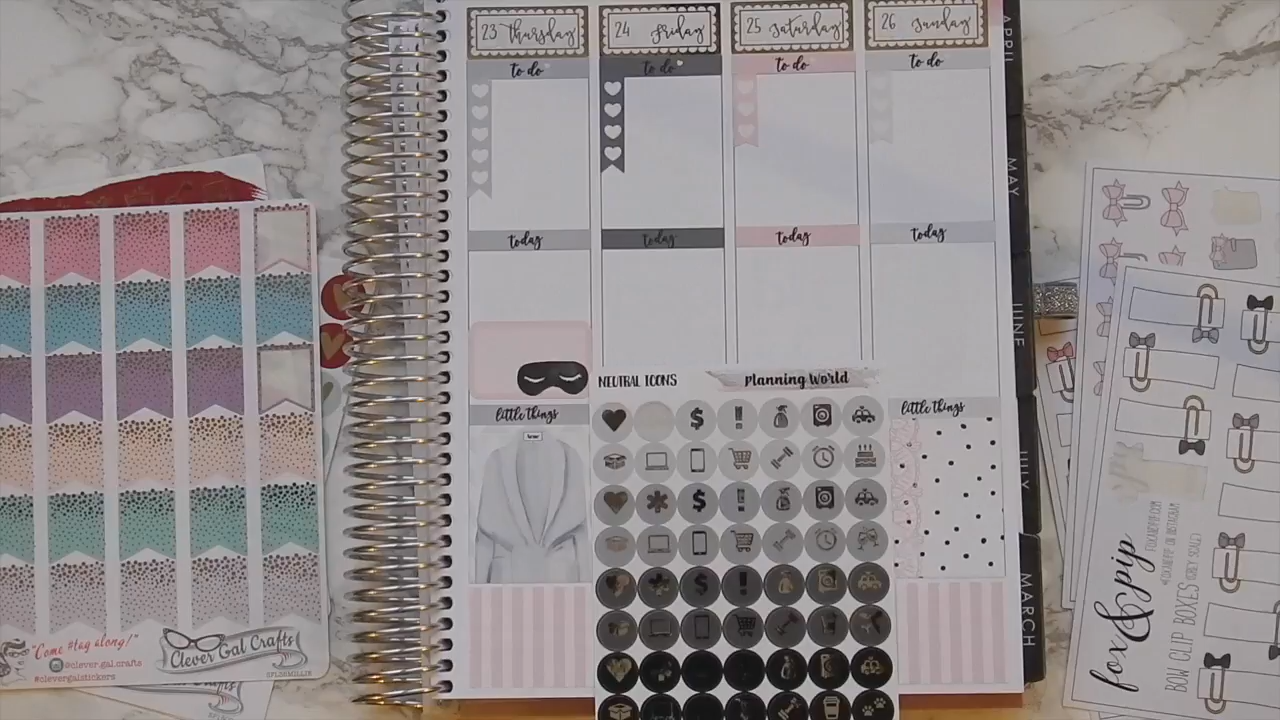 23 Thursday
24 Friday
25 Saturday
26 Sunday
to do
to do
to do
to do
today
today
today
today
little things
little things
NEUTRAL ICONS
Planning World
APRIL
MAY
JUNE
JULY
MARCH
"Come #tag along!"
@clever.gal.crafts
#clevergalstickers
Clever Gal Crafts
fox & pip
FOXANDPIP.COM
BOW CLIP BOXES